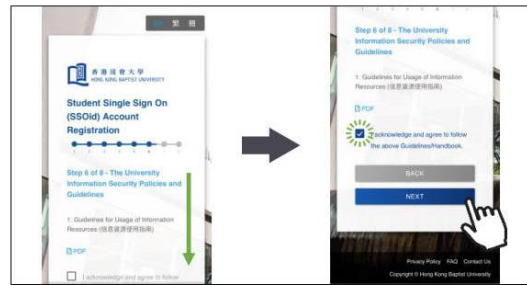 EN 繁 簡
香港浸會大學
HONG KONG BAPTIST UNIVERSITY
Student Single Sign On
(SSOid) Account
Registration
Step 6 of 8 - The University
Information Security Policies and
Guidelines
1. Guidelines for Usage of Information
Resources (信息資源使用指南)
PDF
I acknowledge and agree to follow
Step 6 of 8 - The University
Information Security Policies and
Guidelines
1. Guidelines for Usage of Information
Resources (信息資源使用指南)
PDF
I acknowledge and agree to follow
the above Guidelines/Handbook.
BACK
NEXT
Privacy Policy FAQ Contact Us
Copyright © Hong Kong Baptist University